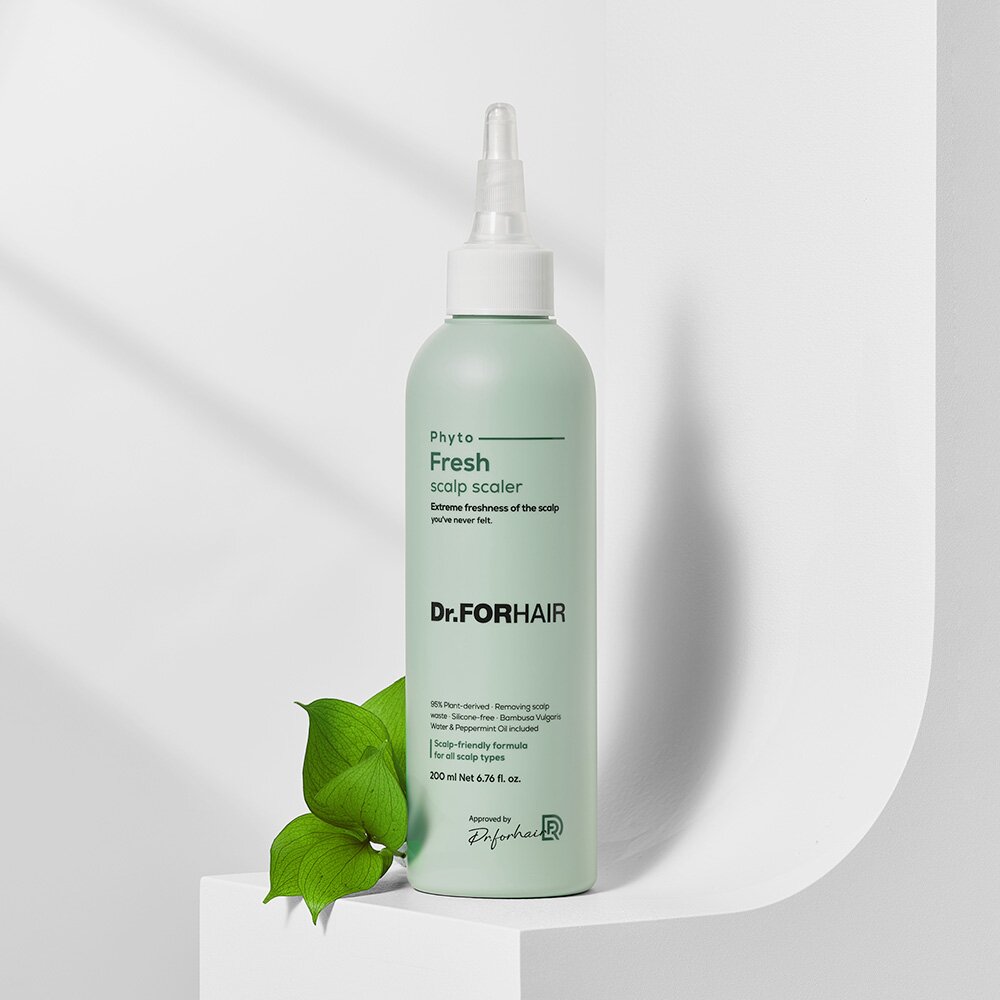 Phyto
Fresh
scalp scaler
Extreme freshness of the scalp
you've never felt.
Dr.FORHAIR
95% Plant-derived · Removing scalp
waste · Silicone-free · Bambusa Vulgaris
Water & Peppermint Oil included
Scalp-friendly formula
for all scalp types
200 ml Net 6.76 fl. oz.
Approved by
Dr.forhair